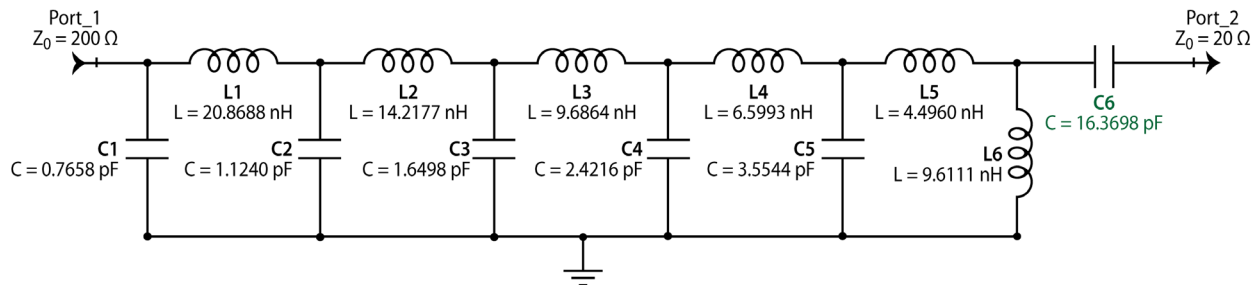 Port_1
Z₀ = 200 Ω
Port_2
Z₀ = 20 Ω
L1
L = 20.8688 nH
L2
L = 14.2177 nH
L3
L = 9.6864 nH
L4
L = 6.5993 nH
L5
L = 4.4960 nH
C6
C = 16.3698 pF
C1
C = 0.7658 pF
C2
C = 1.1240 pF
C3
C = 1.6498 pF
C4
C = 2.4216 pF
C5
C = 3.5544 pF
L6
L = 9.6111 nH